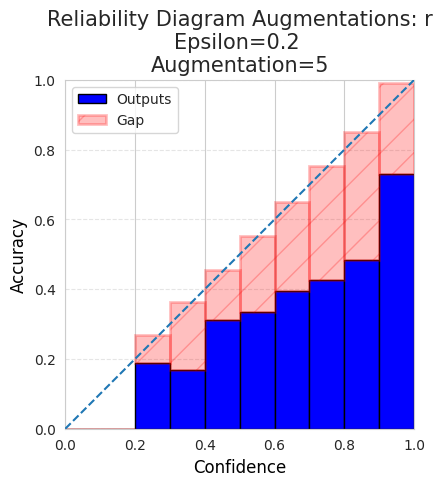 Reliability Diagram Augmentations: r
Epsilon=0.2
Augmentation=5
1.0
0.8
0.6
0.4
0.2
0.0
Accuracy
Outputs
Gap
0.0 0.2 0.4 0.6 0.8 1.0
Confidence